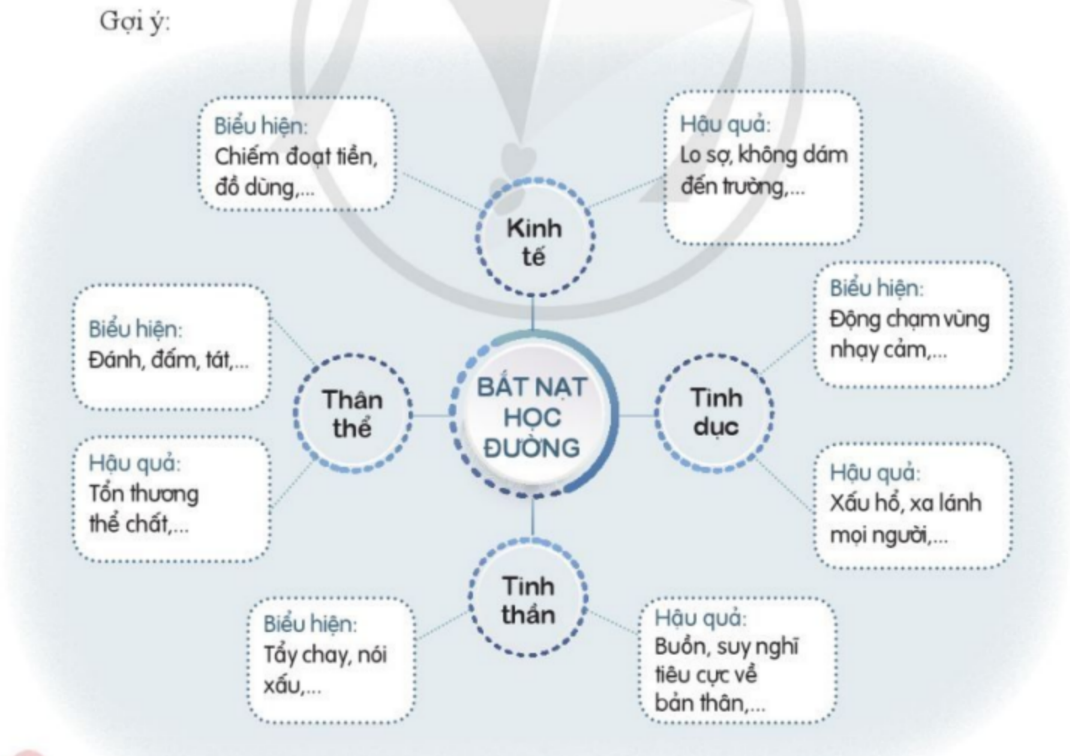 Gợi ý:
Biểu hiện:
Chiếm đoạt tiền,
đồ dùng,...
Kinh
tế
Hậu quả:
Lo sợ, không dám
đến trường,...
Biểu hiện:
Đánh, đấm, tát,...
Thân
thể
Hậu quả:
Tổn thương
thể chất,...
BẮT NẠT
HỌC
ĐƯỜNG
Tình
dục
Biểu hiện:
Động chạm vùng
nhạy cảm,...
Hậu quả:
Xấu hổ, xa lánh
mọi người,...
Tinh
thần
Biểu hiện:
Tẩy chay, nói
xấu,...
Hậu quả:
Buồn, suy nghĩ
tiêu cực về
bản thân,...